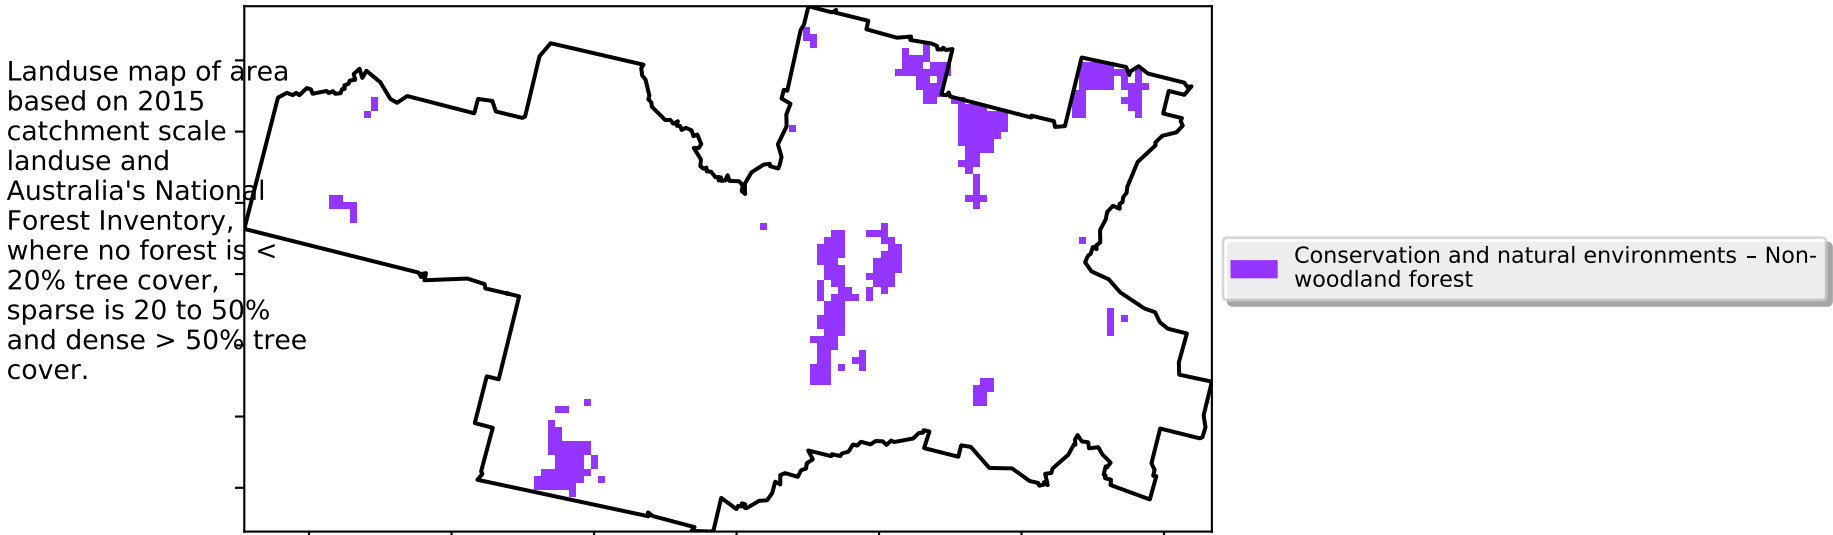 Landuse map of area
based on 2015
catchment scale
landuse and
Australia's National
Forest Inventory,
where no forest is <
20% tree cover,
sparse is 20 to 50%
and dense > 50% tree
cover.
Conservation and natural environments – Non-
woodland forest